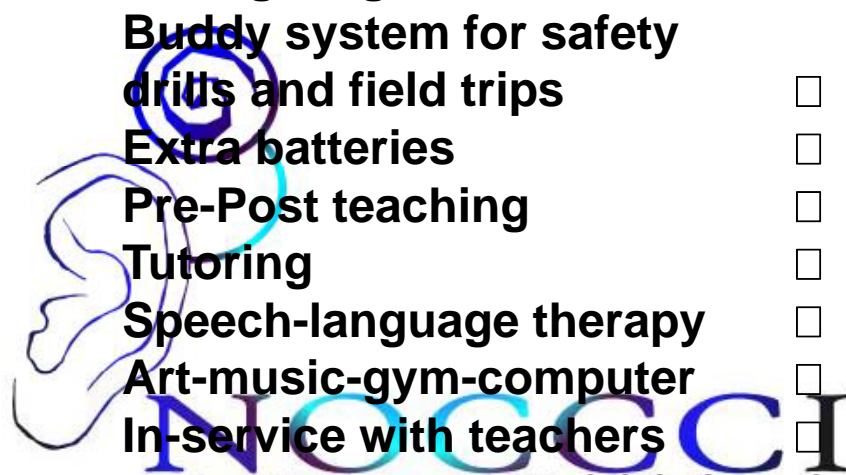 Buddy system for safety
drills and field trips □
Extra batteries □
Pre-Post teaching □
Tutoring □
Speech-language therapy □
Art-music-gym-computer □
In-service with teachers □
NOCCCI